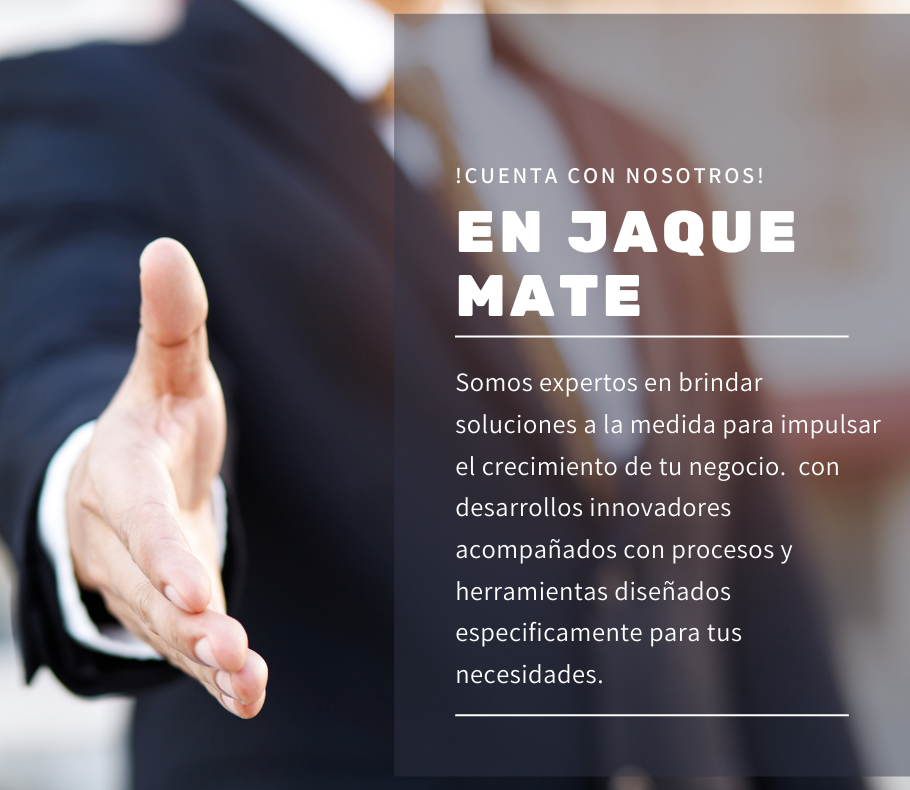 !CUENTA CON NOSOTROS!
EN JAQUE
MATE
Somos expertos en brindar
soluciones a la medida para impulsar
el crecimiento de tu negocio.  con
desarrollos innovadores
acompañados con procesos y
herramientas diseñados
especificamente para tus
necesidades.